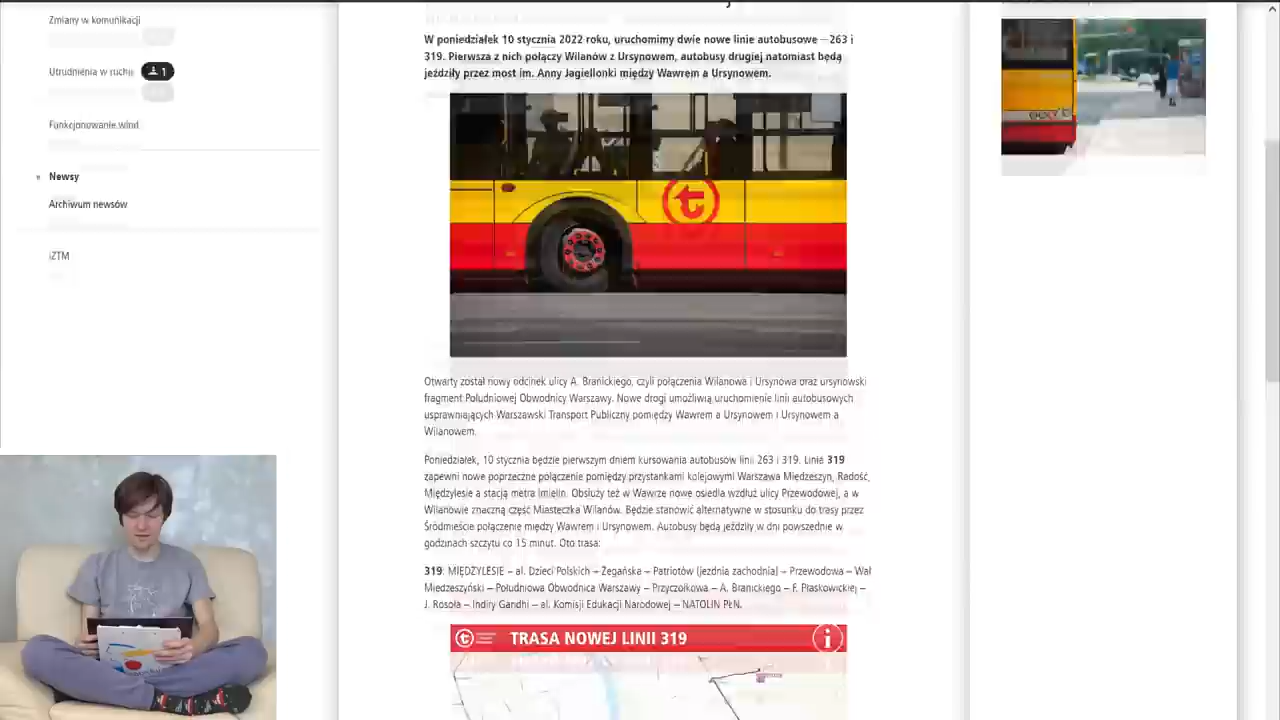 Zmiany w komunikacji
Utrudnienia w ruchu 1
Funkcjonowanie wind
Newsy
Archiwum newsów
iZTM
W poniedziałek 10 stycznia 2022 roku, uruchomimy dwie nowe linie autobusowe – 263 i
319. Pierwsza z nich połączy Wilanów z Ursynowem, autobusy drugiej natomiast będą
jeździły przez most im. Anny Jagiellonki między Wawrem a Ursynowem.
t
Otwarty został nowy odcinek ulicy A. Branickiego, czyli połączenia Wilanowa i Ursynowa oraz ursynowski
fragment Południowej Obwodnicy Warszawy. Nowe drogi umożliwią uruchomienie linii autobusowych
usprawniających Warszawski Transport Publiczny pomiędzy Wawrem a Ursynowem i Ursynowem a
Wilanowem.
Poniedziałek, 10 stycznia będzie pierwszym dniem kursowania autobusów linii 263 i 319. Linia 319
zapewni nowe poprzeczne połączenie pomiędzy przystankami kolejowymi Warszawa Miedzeszyn, Radość,
Międzylesie a stacją metra Imielin. Obsłuży też w Wawrze nowe osiedla wzdłuż ulicy Przewodowej, a w
Wilanowie znaczną część Miasteczka Wilanów. Będzie stanowić alternatywne w stosunku do trasy przez
Śródmieście połączenie między Wawrem i Ursynowem. Autobusy będą jeździły w dni powszednie w
godzinach szczytu co 15 minut. Oto trasa:
319: MIĘDZYLESIE – al. Dzieci Polskich – Żegańska – Patriotów (jezdnia zachodnia) – Przewodowa – Wał
Miedzeszyński – Południowa Obwodnica Warszawy – Przyczółkowa – A. Branickiego – F. Płaskowickiej –
J. Rosoła – Indiry Gandhi – al. Komisji Edukacji Narodowej – NATOLIN PŁN.
t TRASA NOWEJ LINII 319 i